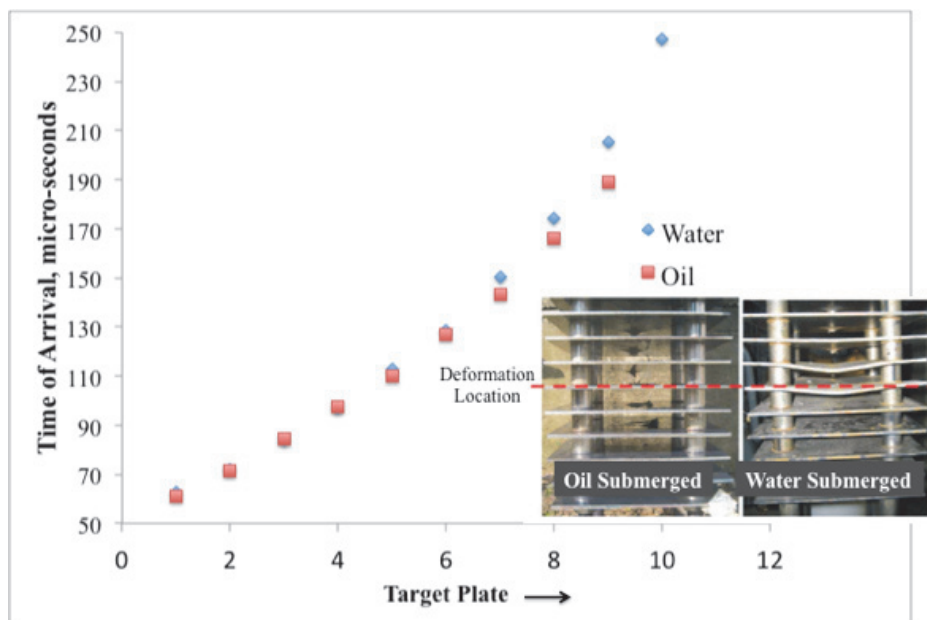 250
230
210
190
170
150
130
110
90
70
50
Time of Arrival, micro-seconds
Water
Oil
Deformation
Location
Oil Submerged
Water Submerged
0
2
4
6
8
10
12
Target Plate →